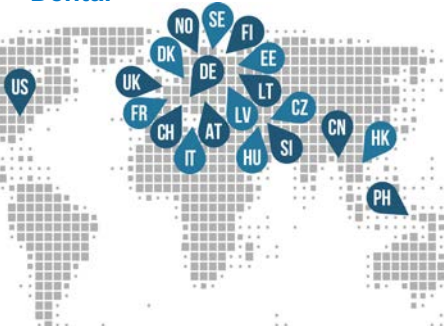 Dental
NO
SE
FI
DK
DE
EE
US
UK
LT
FR
LV
CZ
CH
AT
CN
HK
IT
HU
SI
PH